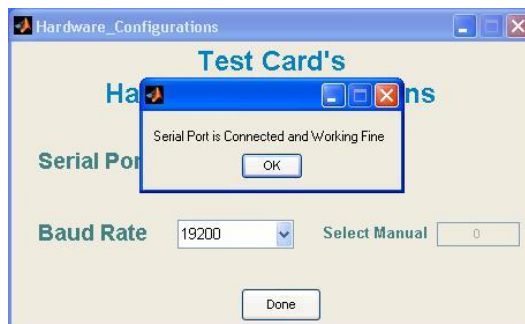 Hardware_Configurations
Test Card's
Ha ns
Serial Port is Connected and Working Fine
OK
Serial Por
Baud Rate 19200 Select Manual 0
Done